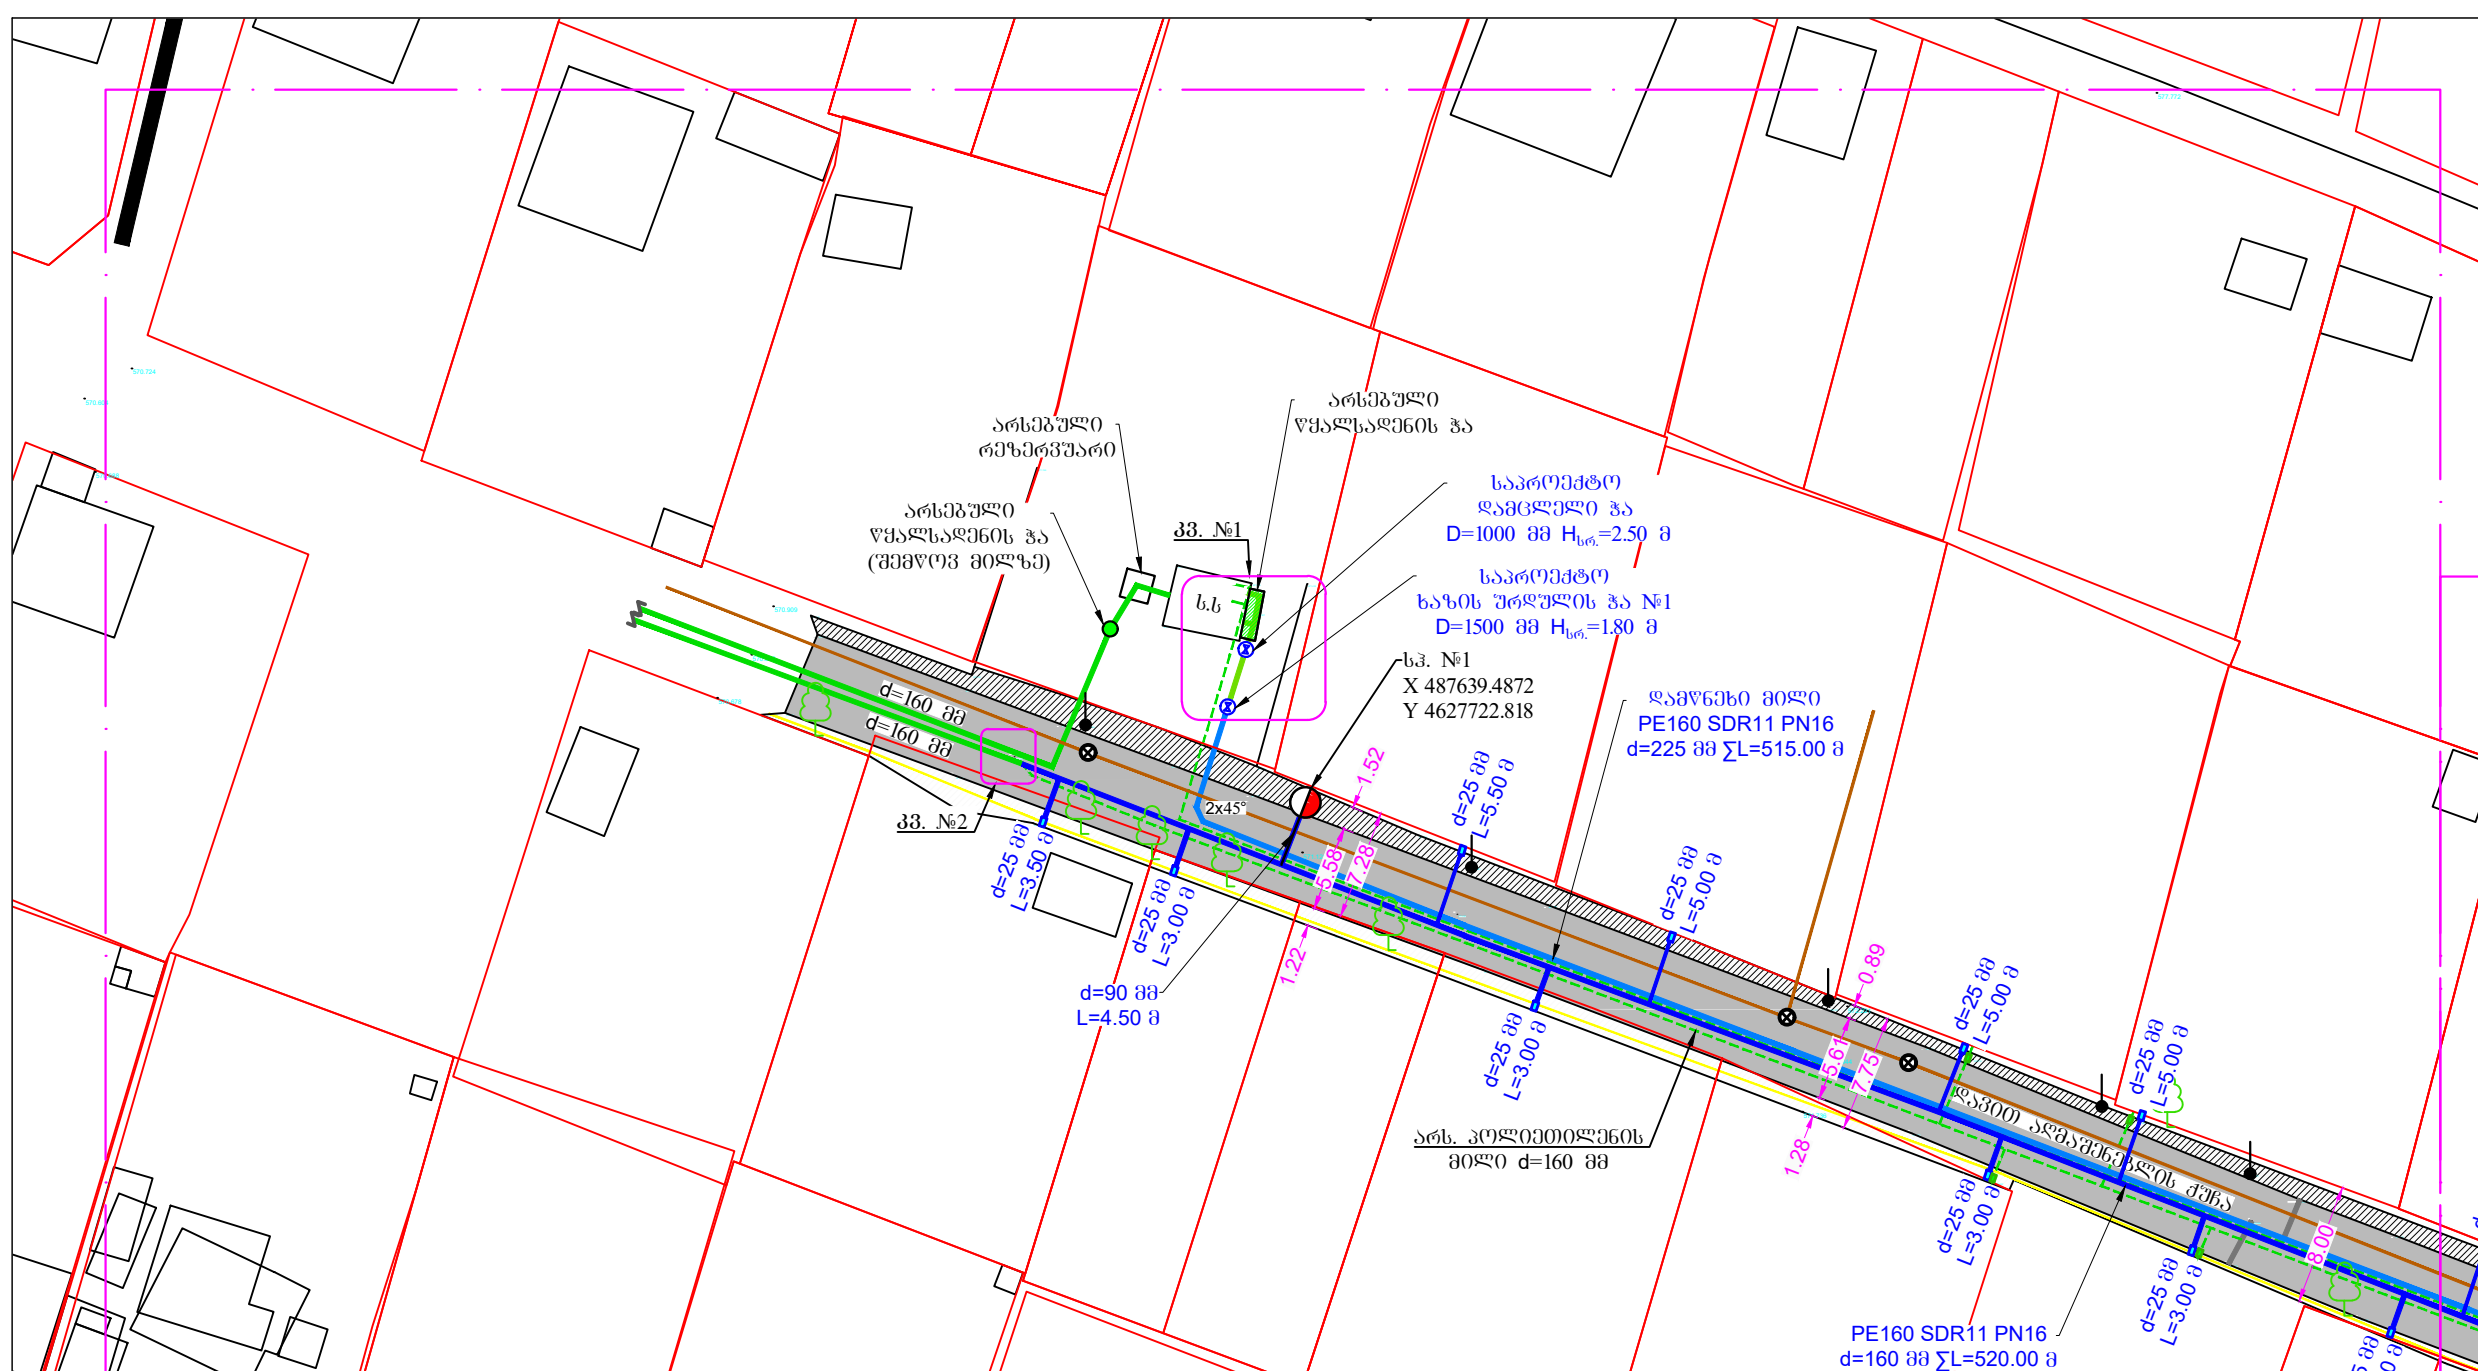 არსებული
წყალსადენის ჭა
არსებული
რეზერვუარი
საპროექტო
დამცლელი ჭა
D=1000 მმ Hსრ.=2.50 მ
არსებული
წყალსადენის ჭა
(შემწოვ მილზე)
კვ. №1
საპროექტო
ხაზის ურდულის ჭა №1
D=1500 მმ Hსრ.=1.80 მ
ს.ს
სჰ. №1
X 487639.4872
Y 4627722.818
დამწნეხი მილი
PE160 SDR11 PN16
d=225 მმ ∑L=515.00 მ
d=160 მმ
d=160 მმ
კვ. №2
2x45°
1.52
5.58
7.28
1.22
d=25 მმ
L=3.50 მ
d=25 მმ
L=3.00 მ
d=25 მმ
L=5.50 მ
d=25 მმ
L=5.00 მ
d=90 მმ
L=4.50 მ
d=25 მმ
L=3.00 მ
0.89
5.61
7.75
1.28
d=25 მმ
L=5.00 მ
d=25 მმ
L=5.00 მ
არს. პოლიეთილენის
მილი d=160 მმ
დავით აღმაშენებლის ქუჩა
d=25 მმ
L=3.00 მ
d=25 მმ
L=3.00 მ
8.00
PE160 SDR11 PN16
d=160 მმ ∑L=520.00 მ